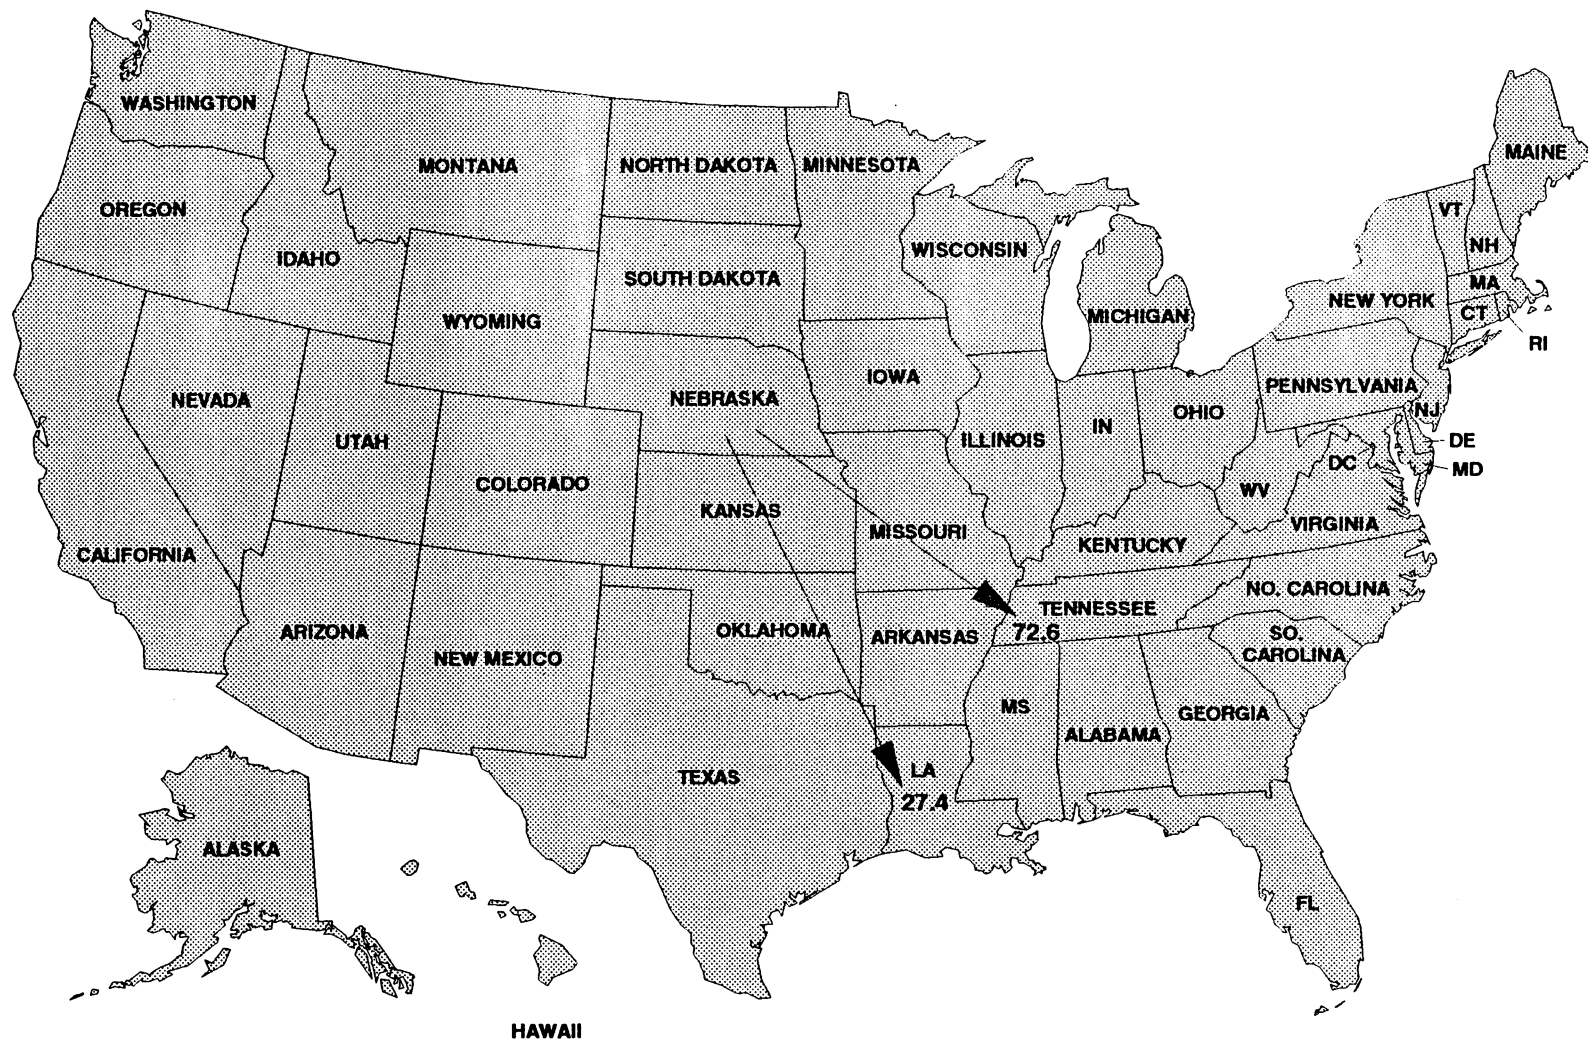 WASHINGTON
MONTANA
NORTH DAKOTA
MINNESOTA
MAINE
OREGON
VT
IDAHO
WISCONSIN
NH
SOUTH DAKOTA
MA
WYOMING
MICHIGAN
NEW YORK
CT
RI
IOWA
NEVADA
NEBRASKA
PENNSYLVANIA
NJ
UTAH
ILLINOIS
IN
OHIO
DE
DC
MD
COLORADO
KANSAS
WV
MISSOURI
VIRGINIA
CALIFORNIA
KENTUCKY
NO. CAROLINA
TENNESSEE
72.6
ARIZONA
OKLAHOMA
ARKANSAS
SO.
CAROLINA
NEW MEXICO
MS
GEORGIA
ALABAMA
TEXAS
LA
27.4
ALASKA
FL
HAWAII